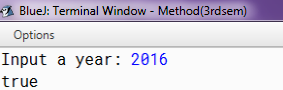 BlueJ: Terminal Window - Method(3rdsem)
Options
Input a year: 2016
true